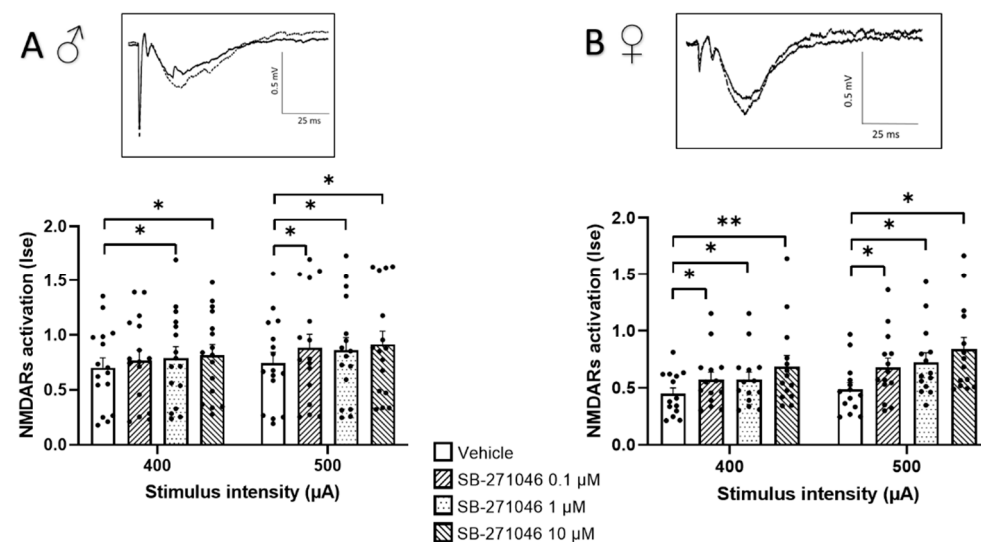 A ♂
0.5 mV
25 ms
NMDARs activation (Ise)
2.0
1.5
1.0
0.5
0.0
* * * * *
400 500
Stimulus intensity (µA)
B ♀
0.5 mV
25 ms
NMDARs activation (Ise)
2.0
1.5
1.0
0.5
0.0
** * * * * *
400 500
Stimulus intensity (µA)
Vehicle
SB-271046 0.1 µM
SB-271046 1 µM
SB-271046 10 µM